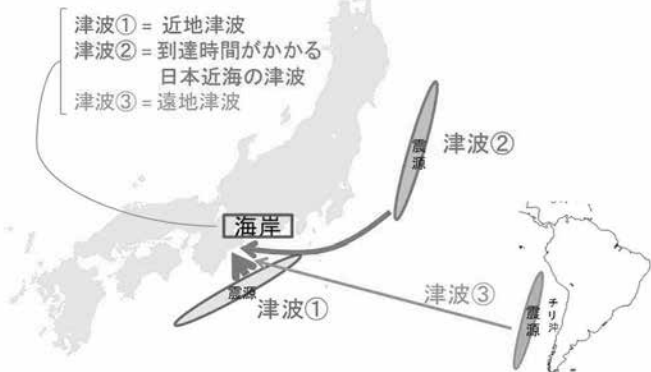 津波① = 近地津波
津波② = 到達時間がかかる
日本近海の津波
津波③ = 遠地津波
震源
津波②
海岸
震源
津波①
津波③
震源
チリ沖